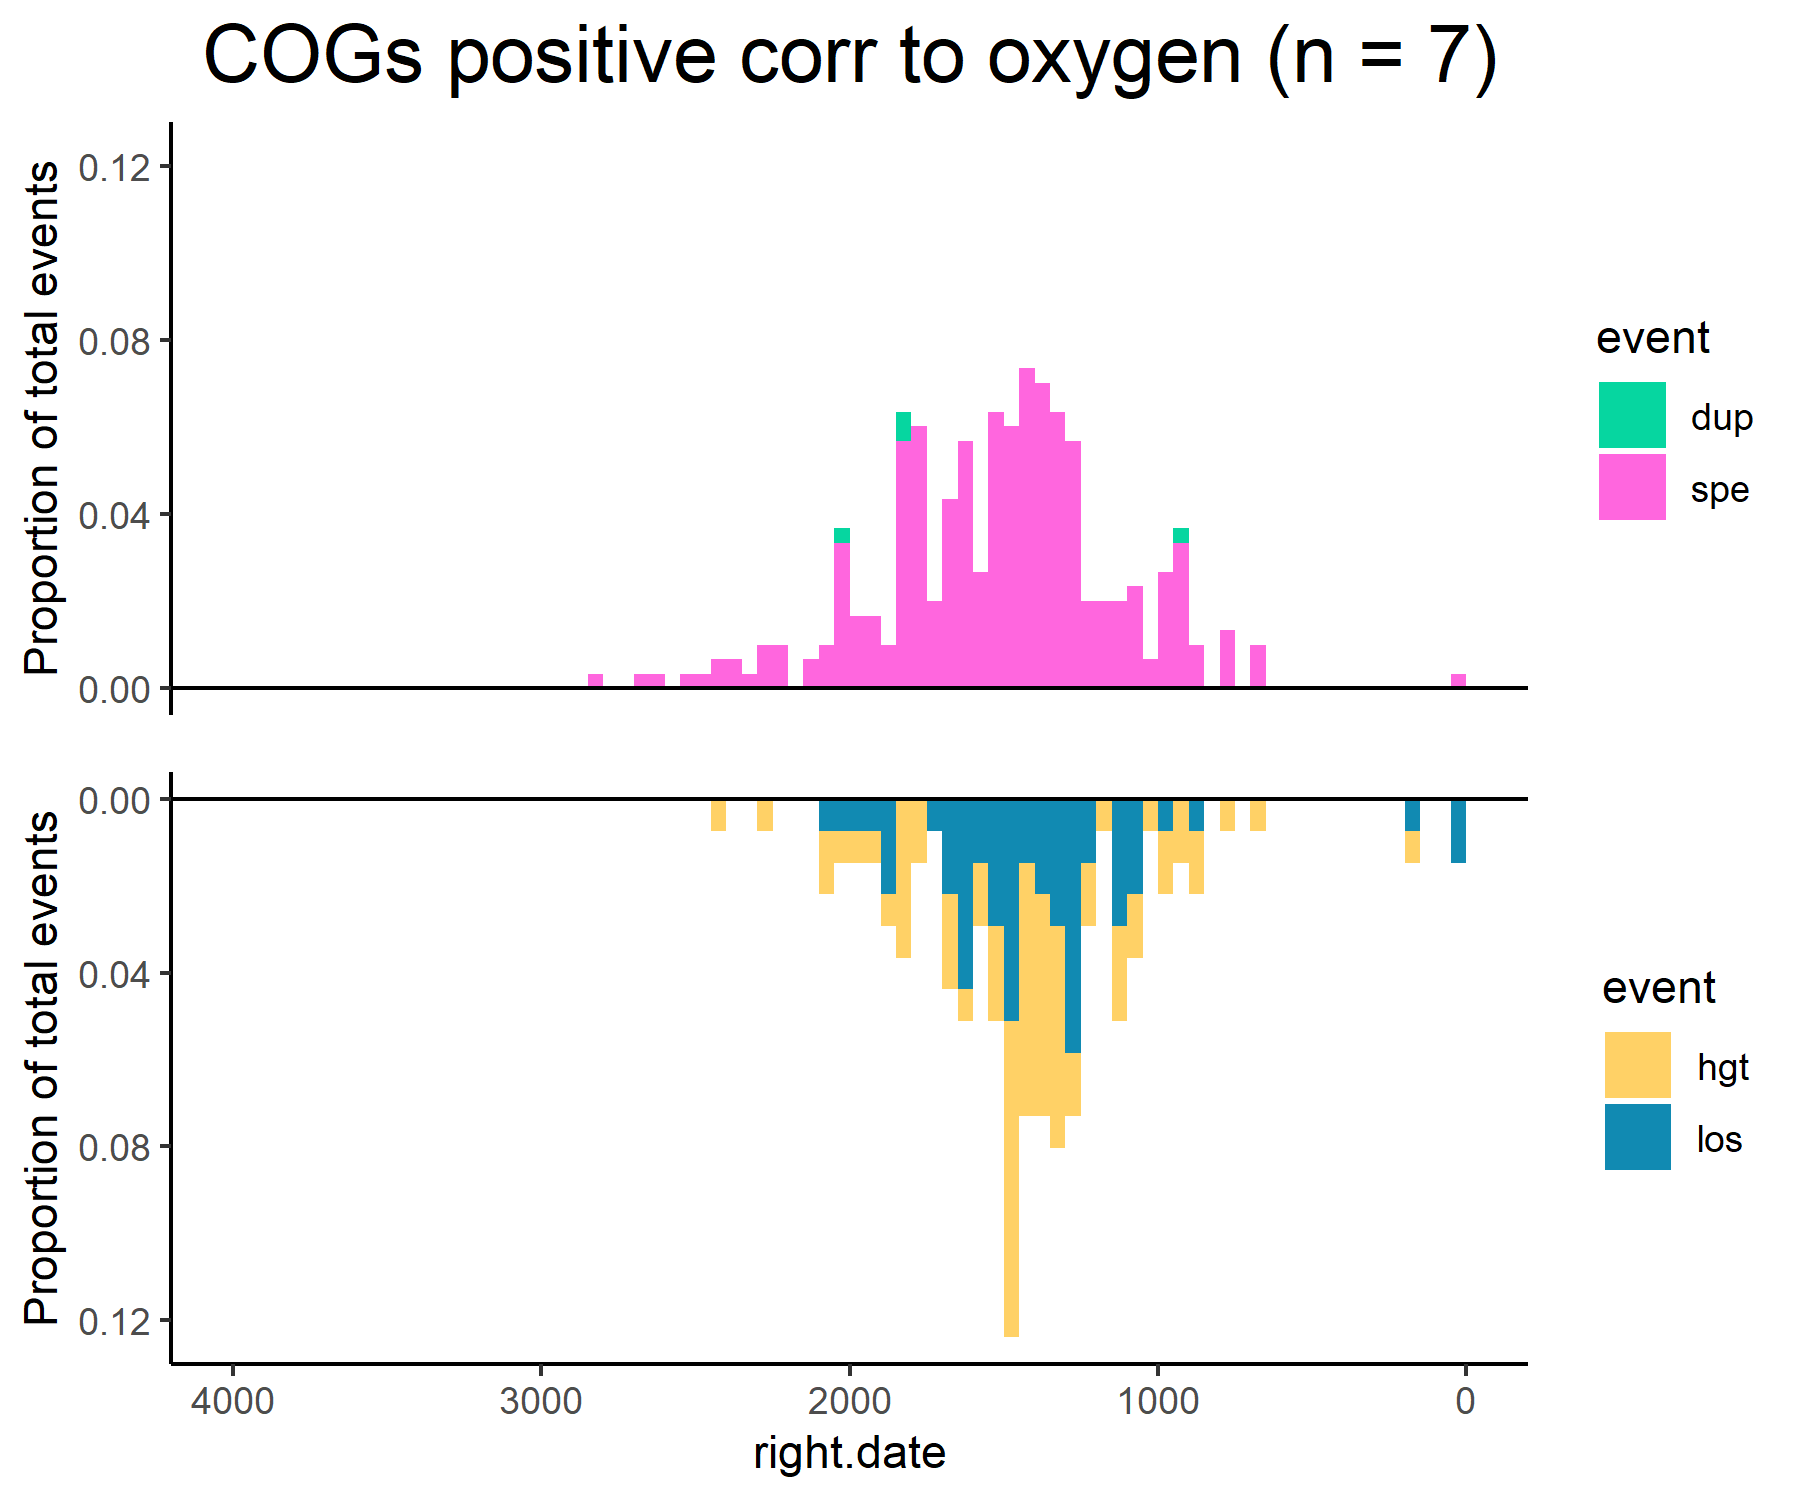 COGs positive corr to oxygen (n = 7)
Proportion of total events
0.12
0.08
0.04
0.00
event
dup
spe
Proportion of total events
0.00
0.04
0.08
0.12
event
hgt
los
4000 3000 2000 1000 0
right.date